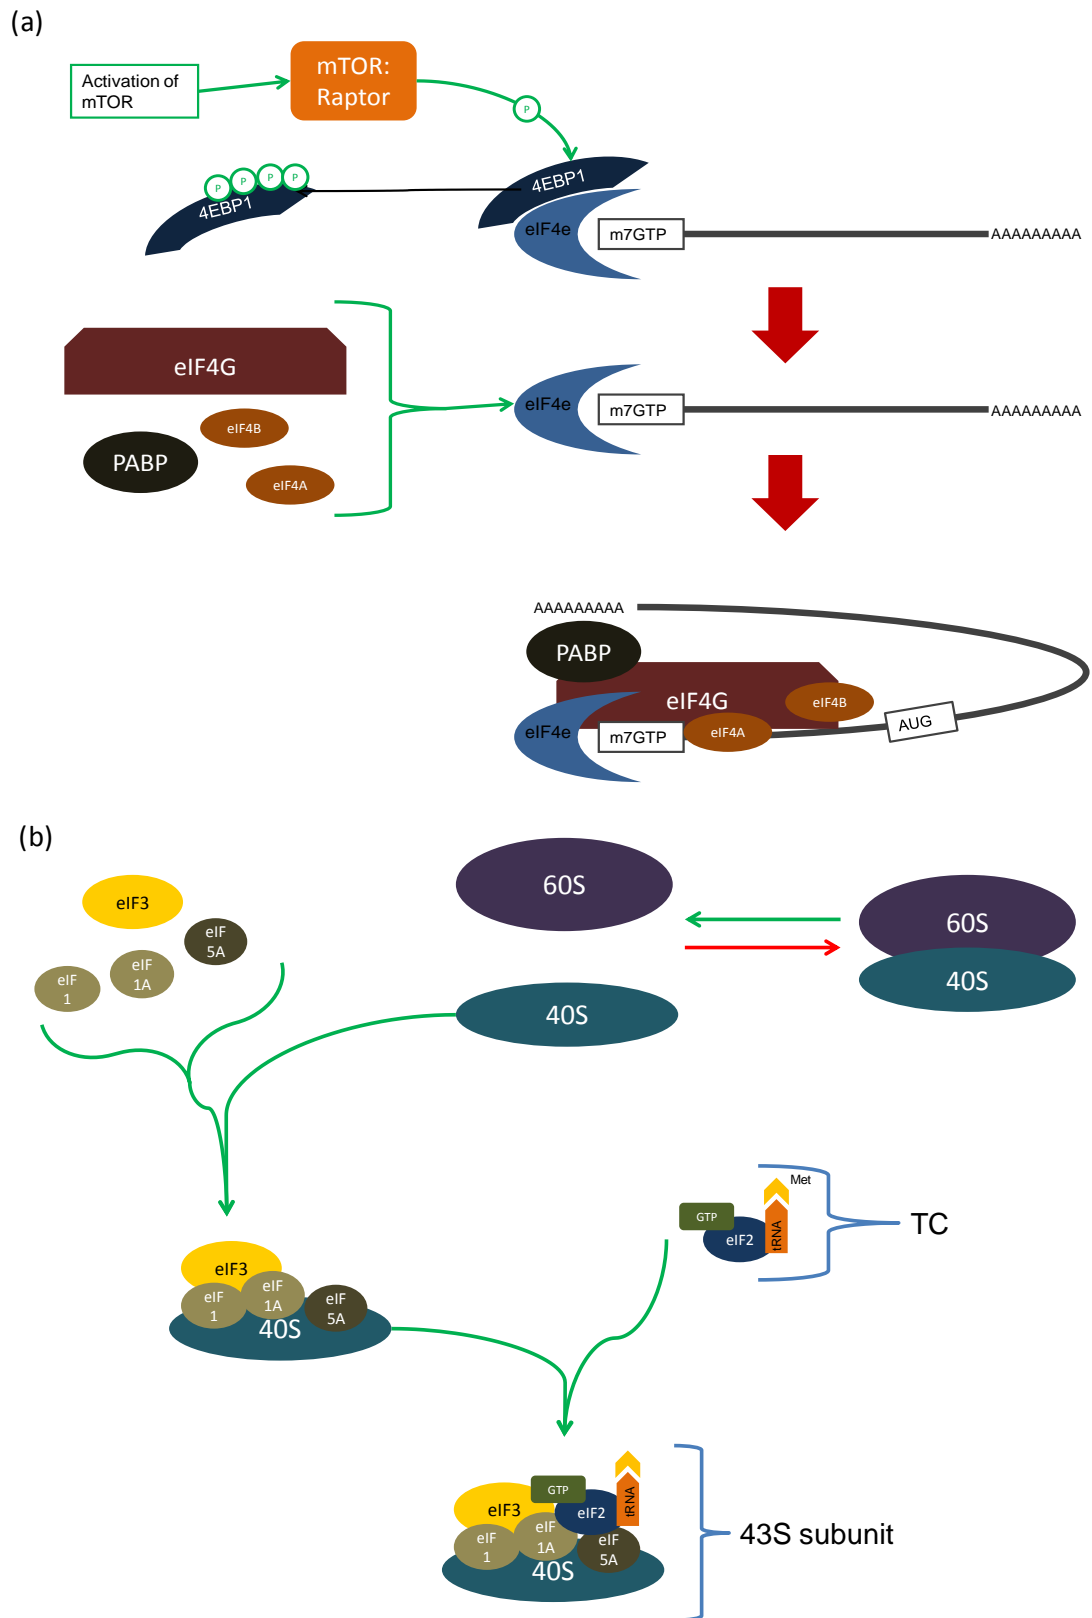 (a)
Activation of
mTOR
mTOR:
Raptor
P
P
P
P
P
4EBP1
4EBP1
eIF4e
m7GTP
AAAAAAAAA
eIF4G
eIF4B
PABP
eIF4A
eIF4e
m7GTP
AAAAAAAAA
AAAAAAAAA
PABP
eIF4G
eIF4B
eIF4e
m7GTP
eIF4A
AUG
(b)
60S
eIF3
eIF
5A
eIF
1A
eIF
1
60S
40S
40S
Met
GTP
eIF2
tRNA
TC
eIF3
eIF
1
eIF
1A
eIF
5A
40S
GTP
eIF3
eIF2
tRNA
eIF
1
eIF
1A
eIF
5A
40S
43S subunit